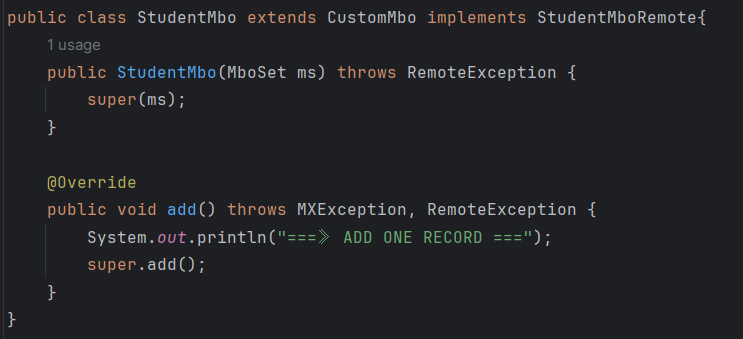 public class StudentMbo extends CustomMbo implements StudentMboRemote{
1 usage
public StudentMbo(MboSet ms) throws RemoteException {
super(ms);
}
@Override
public void add() throws MXException, RemoteException {
System.out.println("===》 ADD ONE RECORD ===");
super.add();
}
}